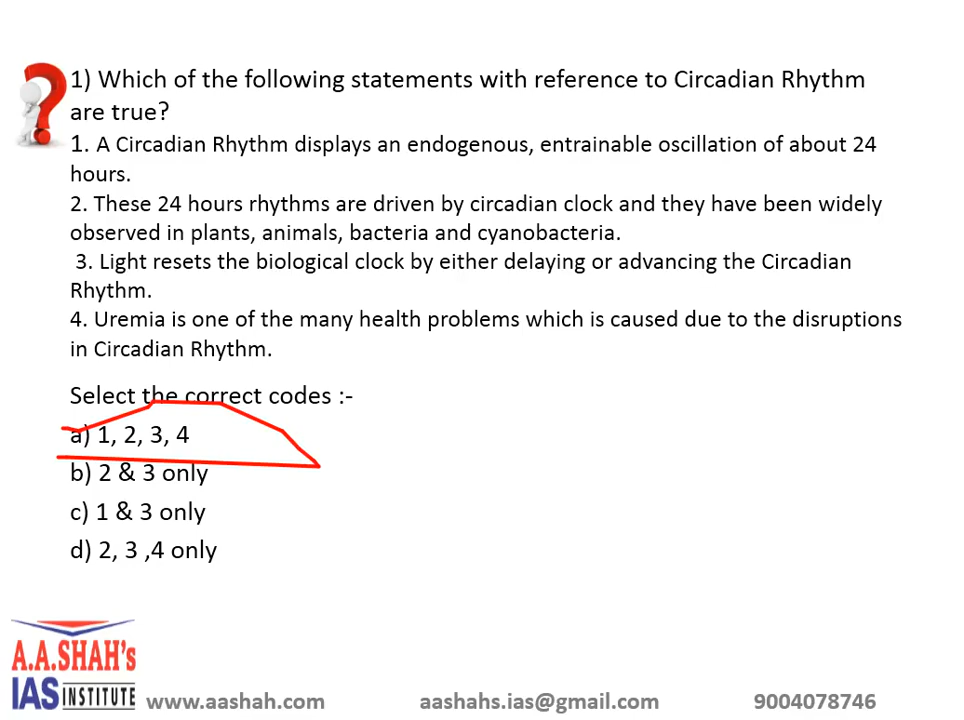 1) Which of the following statements with reference to Circadian Rhythm
are true?
1. A Circadian Rhythm displays an endogenous, entrainable oscillation of about 24
hours.
2. These 24 hours rhythms are driven by circadian clock and they have been widely
observed in plants, animals, bacteria and cyanobacteria.
3. Light resets the biological clock by either delaying or advancing the Circadian
Rhythm.
4. Uremia is one of the many health problems which is caused due to the disruptions
in Circadian Rhythm.
Select the correct codes :-
a) 1, 2, 3, 4
b) 2 & 3 only
c) 1 & 3 only
d) 2, 3 ,4 only
A.A.SHAH's
IAS INSTITUTE
www.aashah.com aashahs.ias@gmail.com 9004078746